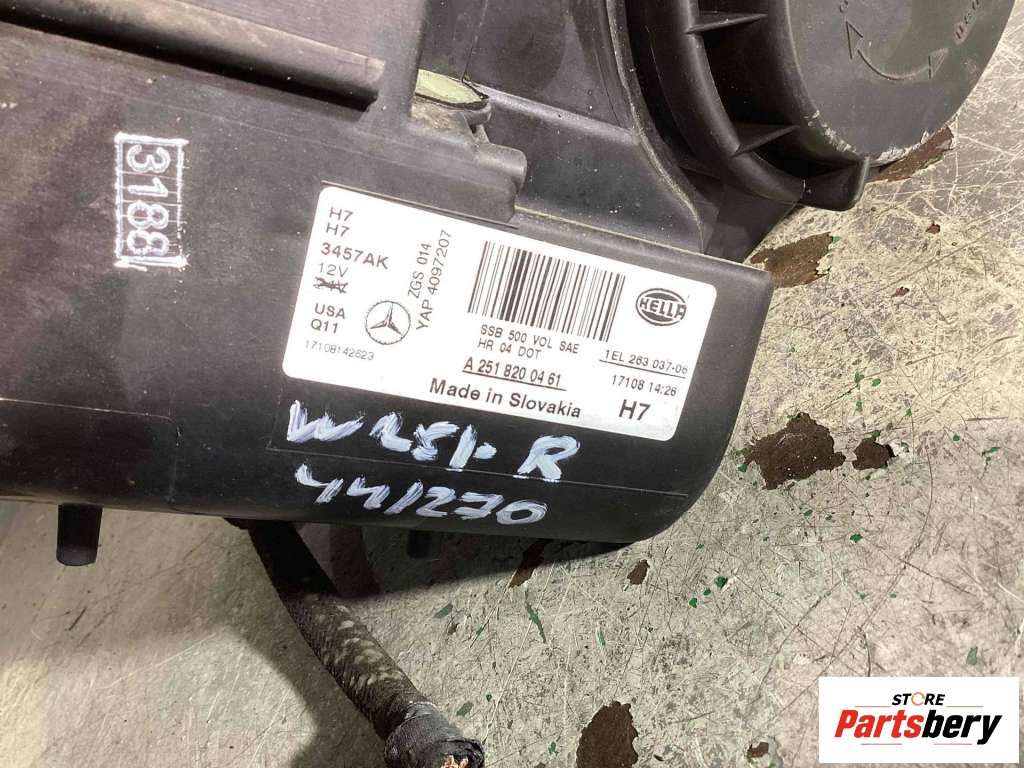 3188
H7
H7
3457AK
12V
USA
Q11
17108142623
ZGS 014
YAP 4097207
SSB 500 VOL SAE
HR 04 DOT
A 251 820 04 61
Made in Slovakia
HELLA
1EL 263 037-06
17108 14:26
H7
W251-R
441270
STORE
Partsbery